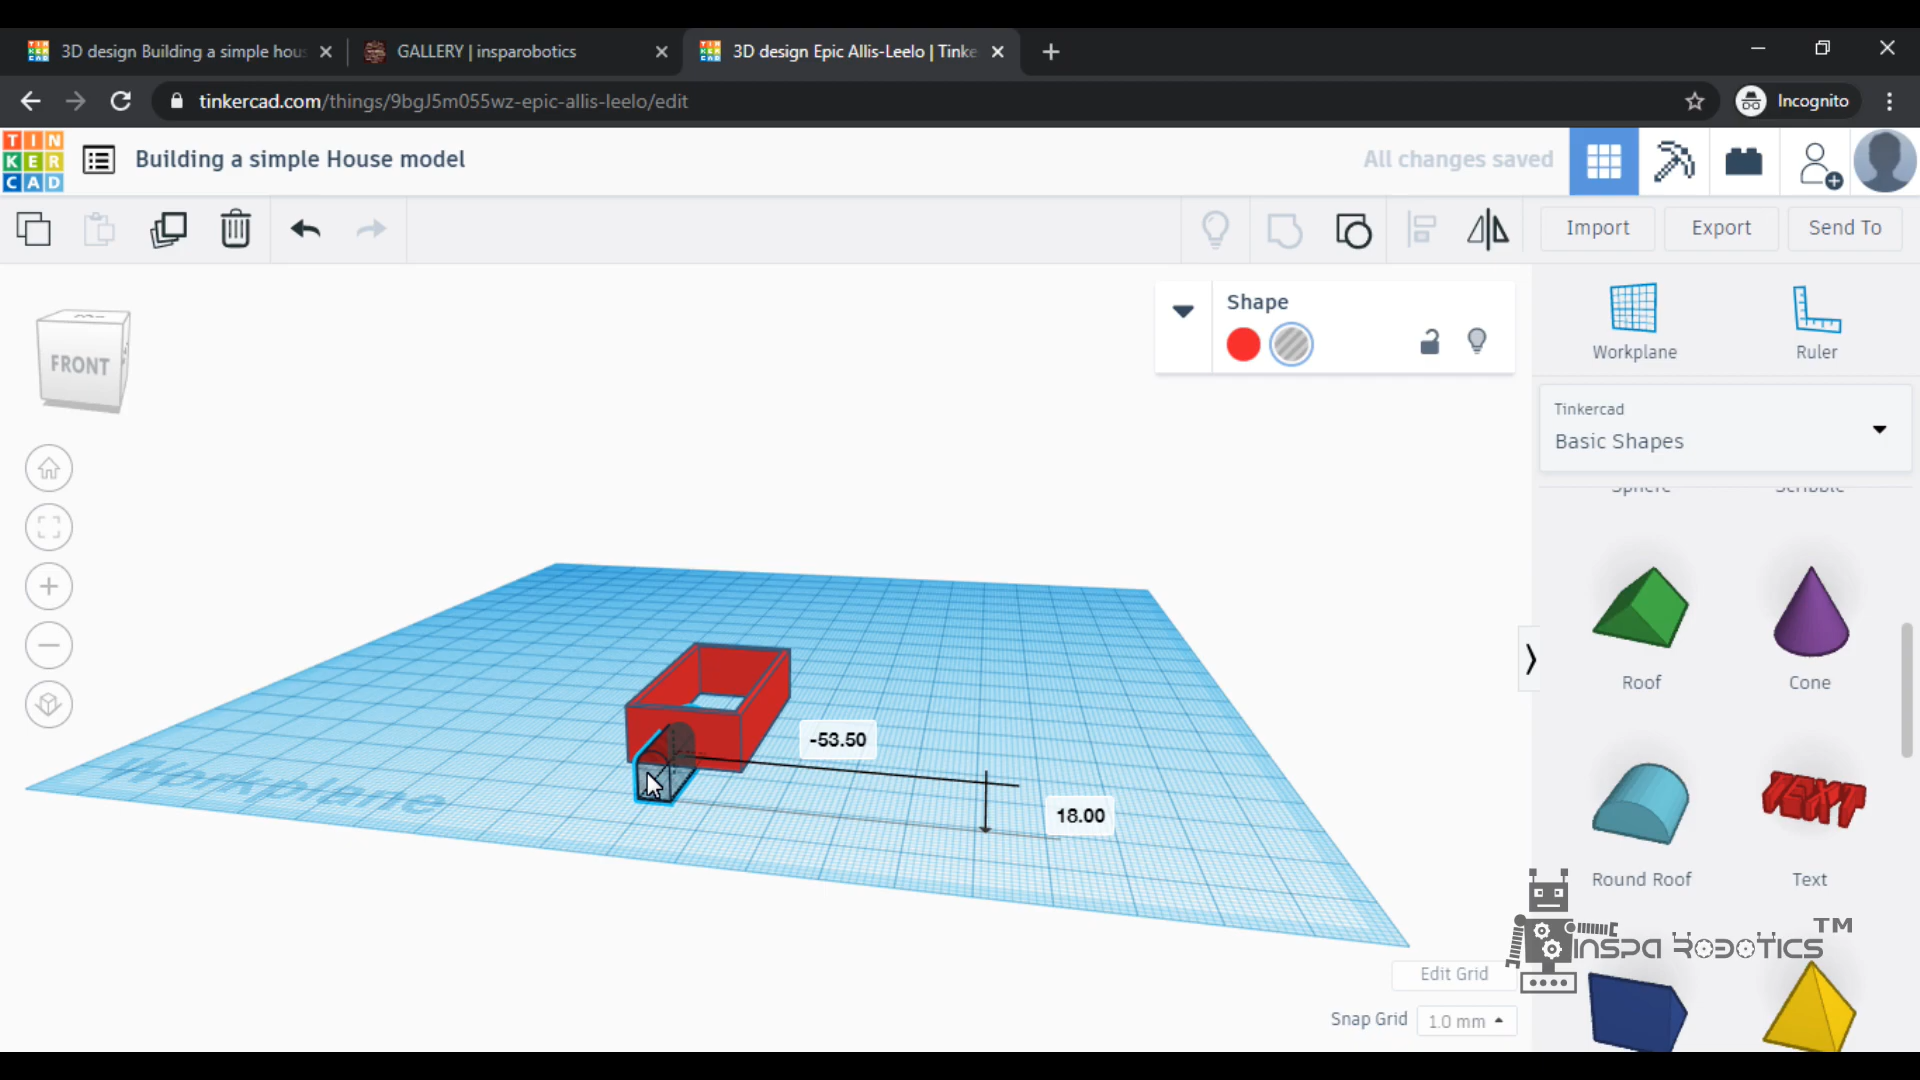 3D design Building a simple hous
GALLERY | insparobotics
3D design Epic Allis-Leelo | Tinke
tinkercad.com/things/9bgJ5m055wz-epic-allis-leelo/edit
Incognito
TIN
KER
CAD
Building a simple House model
All changes saved
Import
Export
Send To
Shape
FRONT
Workplane
Ruler
Tinkercad
Basic Shapes
Sphere
Scribble
Roof
Cone
-53.50
18.00
Workplane
Round Roof
Text
TEXT
INSPA ROBOTICS™
Edit Grid
Snap Grid
1.0 mm